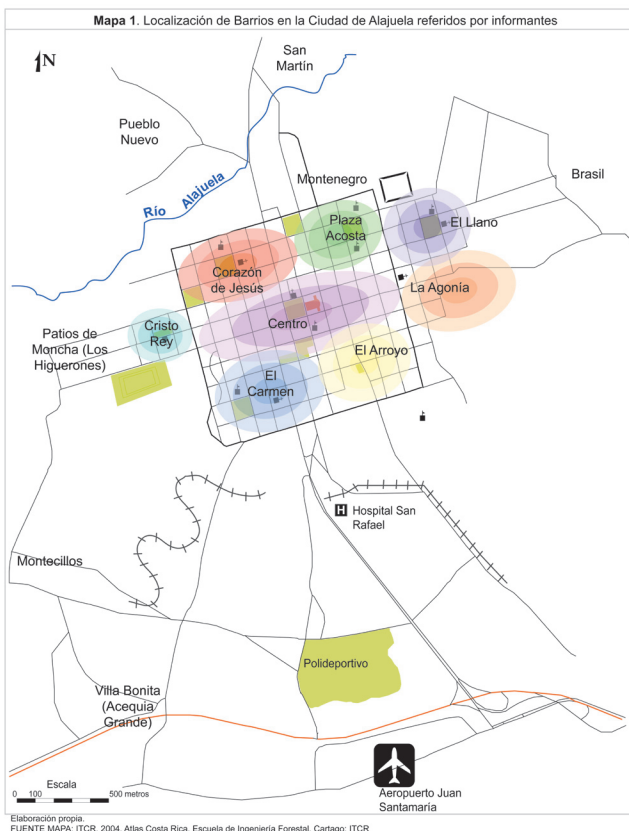 Mapa 1. Localización de Barrios en la Ciudad de Alajuela referidos por informantes
N
San
Martín
Pueblo
Nuevo
Río Alajuela
Montenegro
Brasil
Plaza
Acosta
El Llano
Corazón
de Jesús
La Agonía
Cristo
Rey
Centro
Patios de
Moncha (Los
Higuerones)
El Arroyo
El
Carmen
H Hospital San
Rafael
Montecillos
Polideportivo
Villa Bonita
(Acequia
Grande)
Escala
0 100 500 metros
Aeropuerto Juan
Santamaría
Elaboración propia.
FUENTE MAPA: ITCR, 2004. Atlas Costa Rica. Escuela de Ingeniería Forestal. Cartago: ITCR